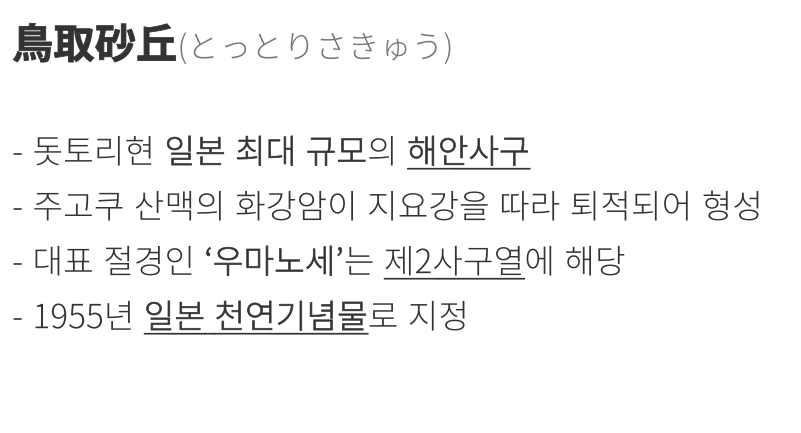 鳥取砂丘(とっとりさきゅう)
- 돗토리현 일본 최대 규모의 해안사구
- 주고쿠 산맥의 화강암이 지요강을 따라 퇴적되어 형성
- 대표 절경인 ‘우마노세’는 제2사구열에 해당
- 1955년 일본 천연기념물로 지정